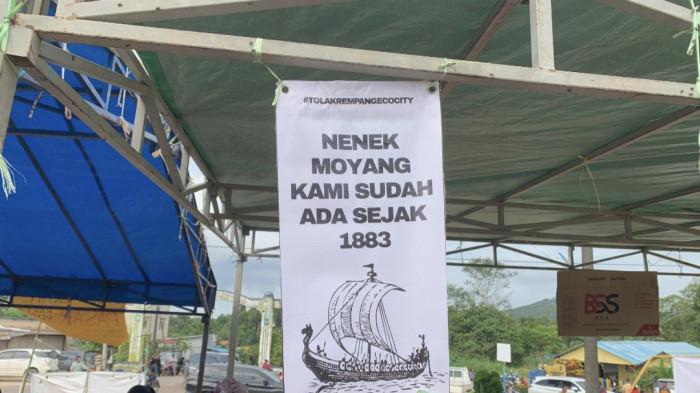 #TOLAKREMPANGECOCITY
NENEK
MOYANG
KAMI SUDAH
ADA SEJAK
1883
BSS